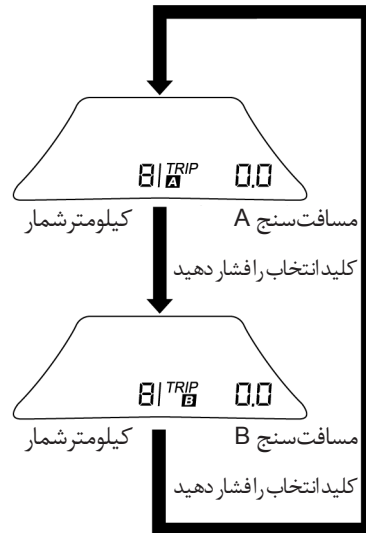 8| TRIP A 0.0
مسافت‌سنج A کیلومترشمار
کلید انتخاب را فشار دهید
8| TRIP B 0.0
مسافت‌سنج B کیلومترشمار
کلید انتخاب را فشار دهید